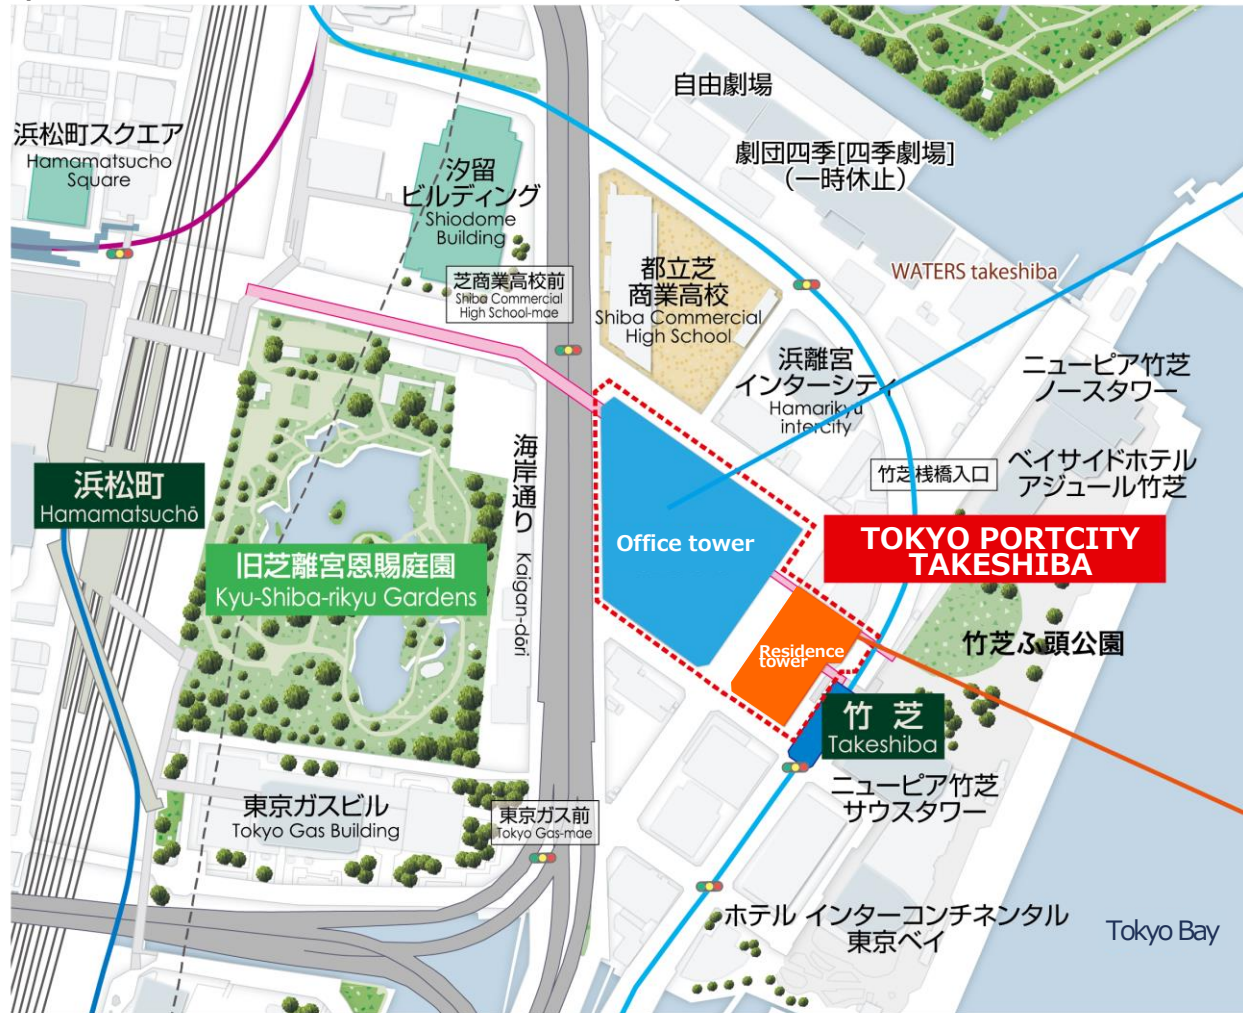 自由劇場
浜松町スクエア
Hamamatsucho
Square
劇団四季[四季劇場]
（一時休止）
汐留
ビルディング
Shiodome
Building
芝商業高校前
Shiba Commercial
High School-mae
都立芝
商業高校
Shiba Commercial
High School
WATERS takeshiba
浜離宮
インターシティ
Hamarikyu
intercity
ニューピア竹芝
ノースタワー
竹芝桟橋入口
ベイサイドホテル
アジュール竹芝
浜松町
Hamamatsuchō
海岸通り
Kaigan-dōri
旧芝離宮恩賜庭園
Kyu-Shiba-rikyu Gardens
Office tower
TOKYO PORTCITY
TAKESHIBA
Residence
tower
竹芝ふ頭公園
竹芝
Takeshiba
ニューピア竹芝
サウスタワー
東京ガスビル
Tokyo Gas Building
東京ガス前
Tokyo Gas-mae
ホテル インターコンチネンタル
東京ベイ
Tokyo Bay